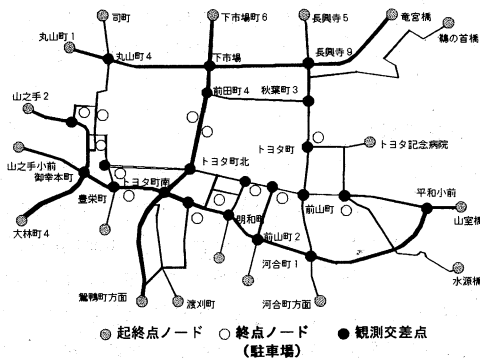 司町
下市場町6
長興寺5
竜宮橋
鶴の首橋
丸山町1
丸山町4
下市場
長興寺9
山之手2
前田町4
秋葉町3
トヨタ町
トヨタ記念病院
山之手小前
御幸本町
トヨタ町北
豊栄町
トヨタ町南
平和小前
大林町4
明和町
前山町
山室橋
前山町2
河合町1
水源橋
鴛鴨町方面
渡刈町
河合町方面
起終点ノード
終点ノード
(駐車場)
観測交差点